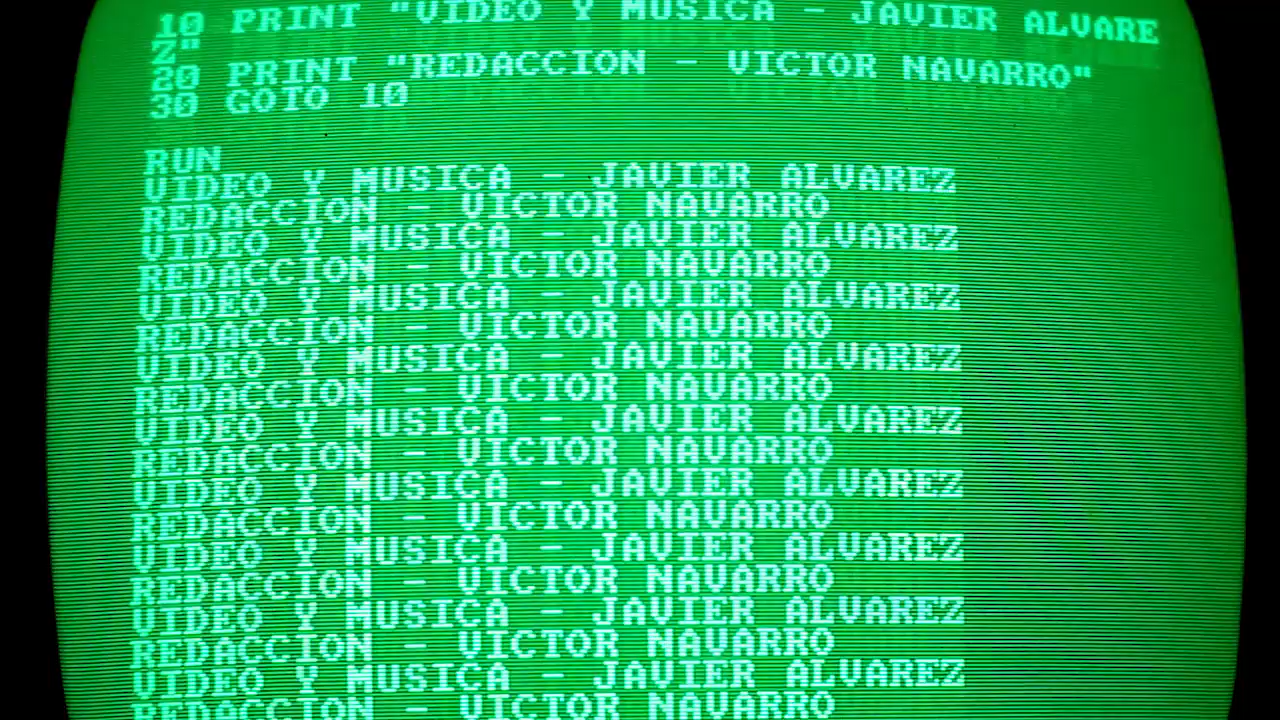 10 PRINT "VIDEO Y MUSICA - JAVIER ALVARE
Z"
20 PRINT "REDACCION - VICTOR NAVARRO"
30 GOTO 10
RUN
VIDEO Y MUSICA - JAVIER ALVAREZ
REDACCION - VICTOR NAVARRO
VIDEO Y MUSICA - JAVIER ALVAREZ
REDACCION - VICTOR NAVARRO
VIDEO Y MUSICA - JAVIER ALVAREZ
REDACCION - VICTOR NAVARRO
VIDEO Y MUSICA - JAVIER ALVAREZ
REDACCION - VICTOR NAVARRO
VIDEO Y MUSICA - JAVIER ALVAREZ
REDACCION - VICTOR NAVARRO
VIDEO Y MUSICA - JAVIER ALVAREZ
REDACCION - VICTOR NAVARRO
VIDEO Y MUSICA - JAVIER ALVAREZ
REDACCION - VICTOR NAVARRO
VIDEO Y MUSICA - JAVIER ALVAREZ
REDACCION - VICTOR NAVARRO
VIDEO Y MUSICA - JAVIER ALVAREZ
REDACCION - VICTOR NAVARRO